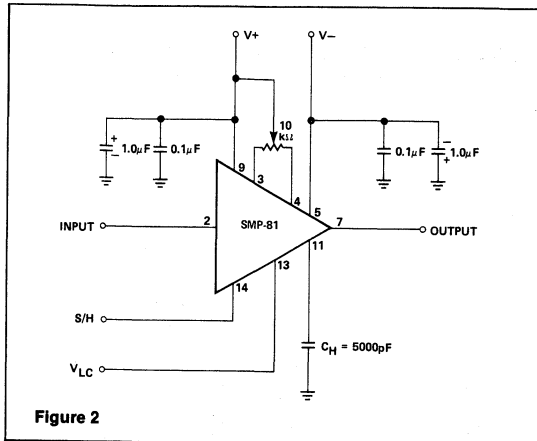 V+ V−
10
kΩ
+
−
1.0µF 0.1µF
0.1µF
−
+
1.0µF
9 3 4 5
INPUT 2 SMP-81 7 OUTPUT
11
13
14
S/H
C_H = 5000pF
V_LC
Figure 2